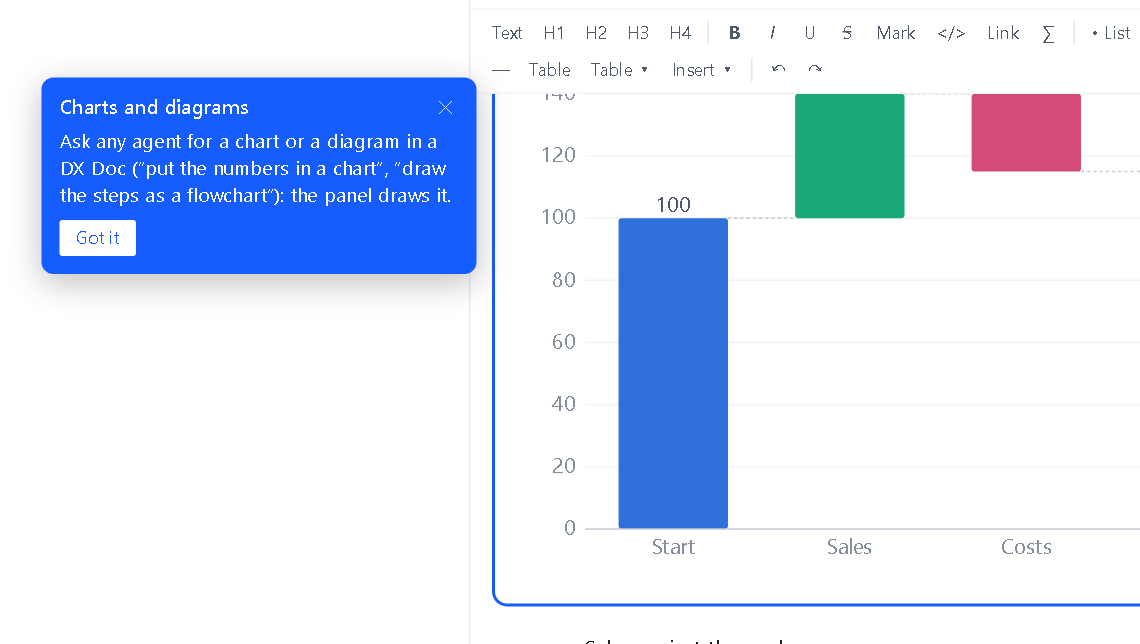 Text H1 H2 H3 H4 B I U S Mark </> Link ∑ • List
— Table Table ▾ Insert ▾
Charts and diagrams
Ask any agent for a chart or a diagram in a
DX Doc (“put the numbers in a chart”, “draw
the steps as a flowchart”): the panel draws it.
Got it
140
120
100
100
80
60
40
20
0
Start Sales Costs